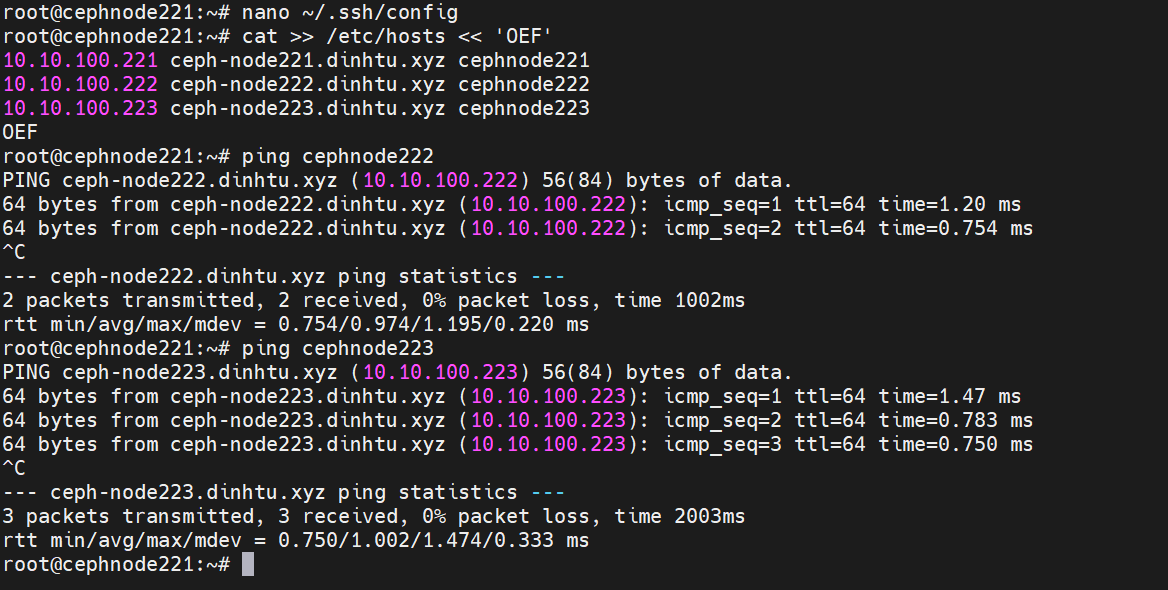 root@cephnode221:~# nano ~/.ssh/config
root@cephnode221:~# cat >> /etc/hosts << 'OEF'
10.10.100.221 ceph-node221.dinhtu.xyz cephnode221
10.10.100.222 ceph-node222.dinhtu.xyz cephnode222
10.10.100.223 ceph-node223.dinhtu.xyz cephnode223
OEF
root@cephnode221:~# ping cephnode222
PING ceph-node222.dinhtu.xyz (10.10.100.222) 56(84) bytes of data.
64 bytes from ceph-node222.dinhtu.xyz (10.10.100.222): icmp_seq=1 ttl=64 time=1.20 ms
64 bytes from ceph-node222.dinhtu.xyz (10.10.100.222): icmp_seq=2 ttl=64 time=0.754 ms
^C
--- ceph-node222.dinhtu.xyz ping statistics ---
2 packets transmitted, 2 received, 0% packet loss, time 1002ms
rtt min/avg/max/mdev = 0.754/0.974/1.195/0.220 ms
root@cephnode221:~# ping cephnode223
PING ceph-node223.dinhtu.xyz (10.10.100.223) 56(84) bytes of data.
64 bytes from ceph-node223.dinhtu.xyz (10.10.100.223): icmp_seq=1 ttl=64 time=1.47 ms
64 bytes from ceph-node223.dinhtu.xyz (10.10.100.223): icmp_seq=2 ttl=64 time=0.783 ms
64 bytes from ceph-node223.dinhtu.xyz (10.10.100.223): icmp_seq=3 ttl=64 time=0.750 ms
^C
--- ceph-node223.dinhtu.xyz ping statistics ---
3 packets transmitted, 3 received, 0% packet loss, time 2003ms
rtt min/avg/max/mdev = 0.750/1.002/1.474/0.333 ms
root@cephnode221:~#